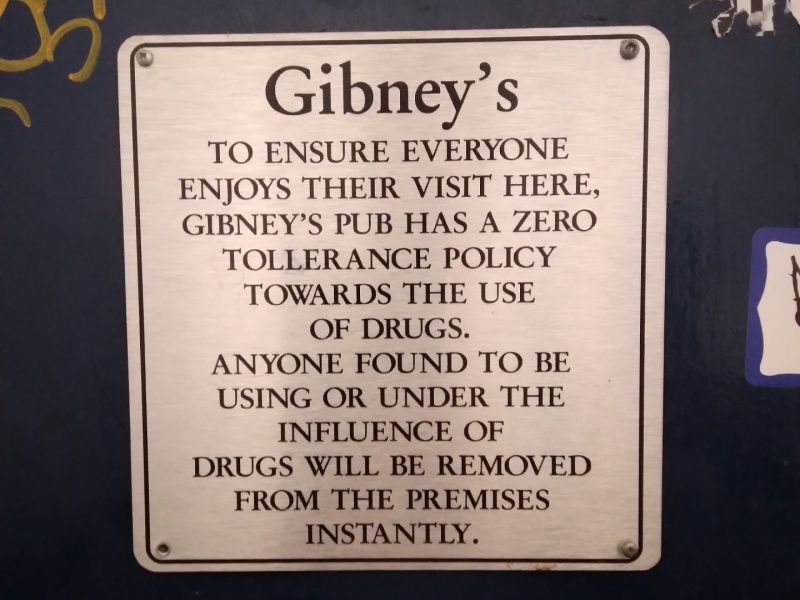 Gibney's
TO ENSURE EVERYONE
ENJOYS THEIR VISIT HERE,
GIBNEY'S PUB HAS A ZERO
TOLLERANCE POLICY
TOWARDS THE USE
OF DRUGS.
ANYONE FOUND TO BE
USING OR UNDER THE
INFLUENCE OF
DRUGS WILL BE REMOVED
FROM THE PREMISES
INSTANTLY.